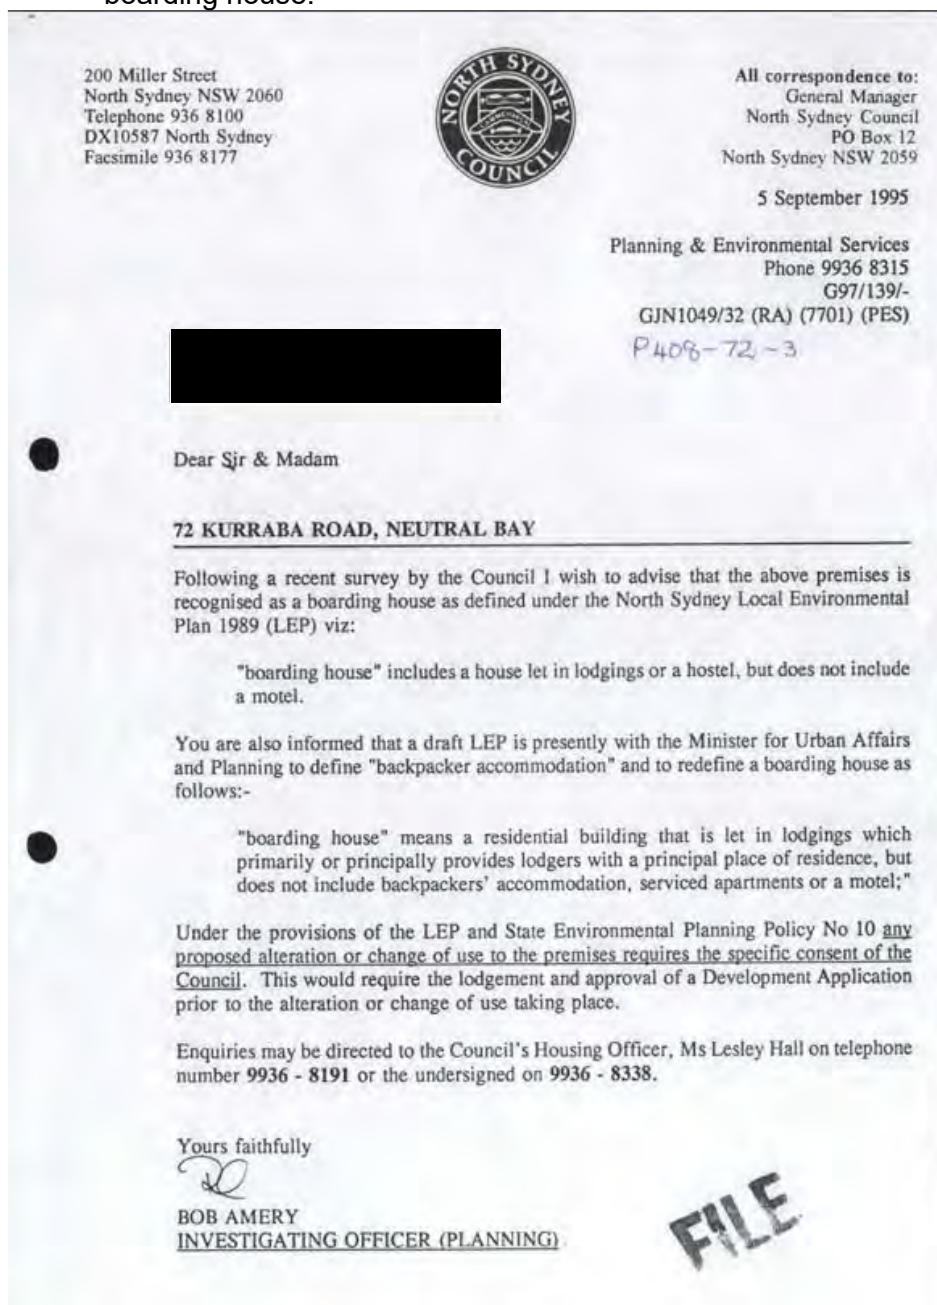 boarding house.
200 Miller Street
North Sydney NSW 2060
Telephone 936 8100
DX10587 North Sydney
Facsimile 936 8177
NORTH SYDNEY
COUNCIL
All correspondence to:
General Manager
North Sydney Council
PO Box 12
North Sydney NSW 2059
5 September 1995
Planning & Environmental Services
Phone 9936 8315
G97/139/-
GJN1049/32 (RA) (7701) (PES)
P408-72-3
Dear Sir & Madam
72 KURRABA ROAD, NEUTRAL BAY
Following a recent survey by the Council I wish to advise that the above premises is
recognised as a boarding house as defined under the North Sydney Local Environmental
Plan 1989 (LEP) viz:
"boarding house" includes a house let in lodgings or a hostel, but does not include
a motel.
You are also informed that a draft LEP is presently with the Minister for Urban Affairs
and Planning to define "backpacker accommodation" and to redefine a boarding house as
follows:-
"boarding house" means a residential building that is let in lodgings which
primarily or principally provides lodgers with a principal place of residence, but
does not include backpackers' accommodation, serviced apartments or a motel;"
Under the provisions of the LEP and State Environmental Planning Policy No 10 any
proposed alteration or change of use to the premises requires the specific consent of the
Council. This would require the lodgement and approval of a Development Application
prior to the alteration or change of use taking place.
Enquiries may be directed to the Council's Housing Officer, Ms Lesley Hall on telephone
number 9936 - 8191 or the undersigned on 9936 - 8338.
Yours faithfully
BOB AMERY
INVESTIGATING OFFICER (PLANNING)
FILE